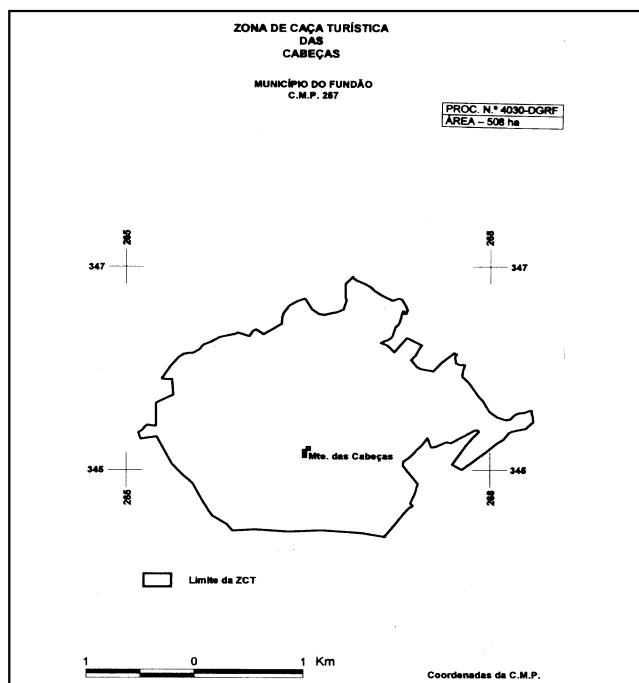 ZONA DE CAÇA TURÍSTICA
DAS
CABEÇAS
MUNICÍPIO DO FUNDÃO
C.M.P. 267
PROC. N.º 4030-DGRF
ÁREA – 508 ha
265
268
347
347
Mte. das Cabeças
345
345
265
268
Limite da ZCT
1 0 1 Km
Coordenadas da C.M.P.